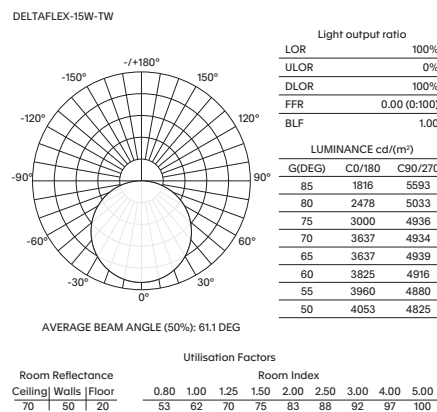 DELTAFLEX-15W-TW
-/+180°
-150° 150°
-120° 120°
-90° 90°
-60° 60°
-30° 30°
0°
AVERAGE BEAM ANGLE (50%): 61.1 DEG
Light output ratio
LOR 100%
ULOR 0%
DLOR 100%
FFR 0.00 (0:100)
BLF 1.00
LUMINANCE cd/(m²)
G(DEG) C0/180 C90/270
85 1816 5593
80 2478 5033
75 3000 4936
70 3637 4934
65 3637 4939
60 3825 4916
55 3960 4880
50 4053 4825
Utilisation Factors
Room Reflectance Room Index
Ceiling Walls Floor 0.80 1.00 1.25 1.50 2.00 2.50 3.00 4.00 5.00
70 50 20 53 62 70 75 83 88 92 97 100